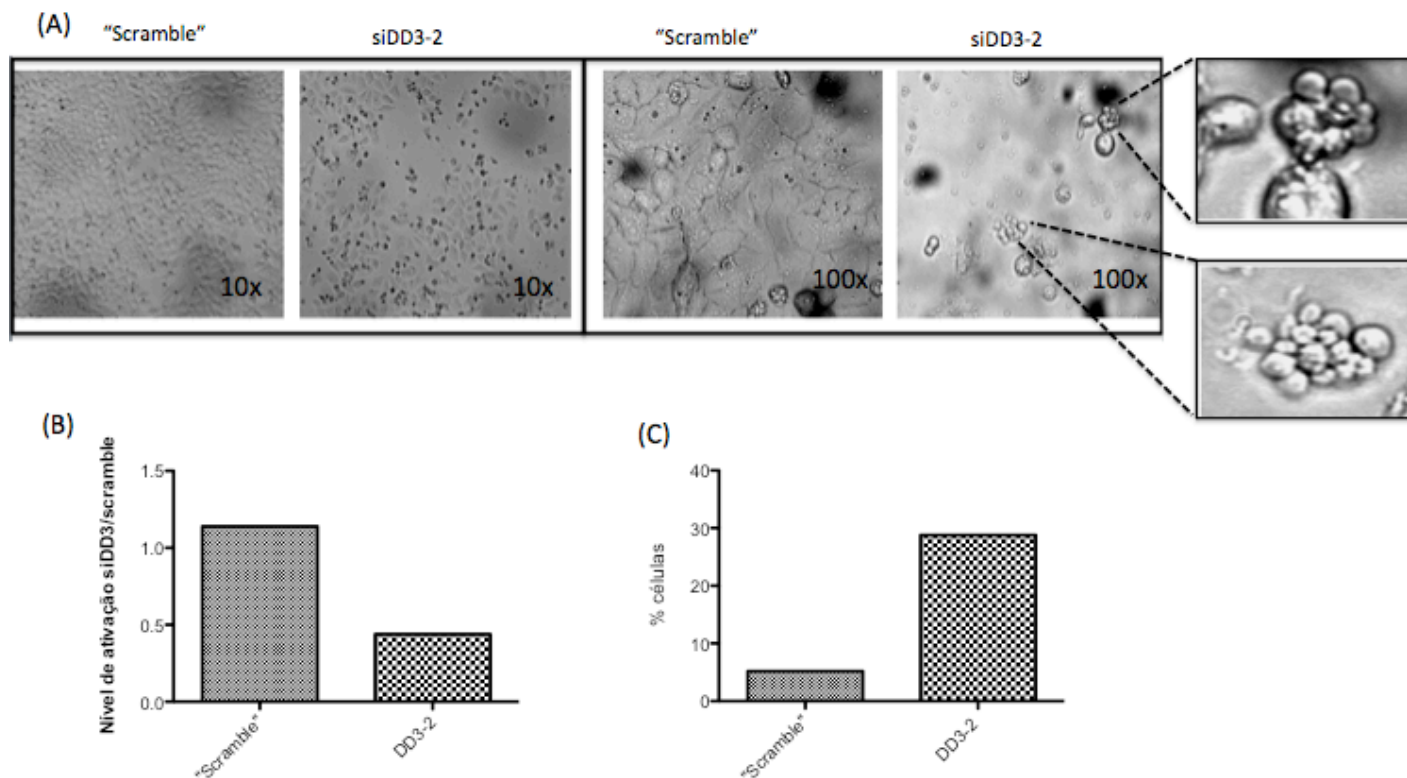 (A)
"Scramble" siDD3-2 "Scramble" siDD3-2
10x 10x 100x 100x
(B)
Nível de ativação siDD3/scramble
1.5
1.0
0.5
0.0
"Scramble" DD3-2
(C)
% células
40
30
20
10
0
"Scramble" DD3-2